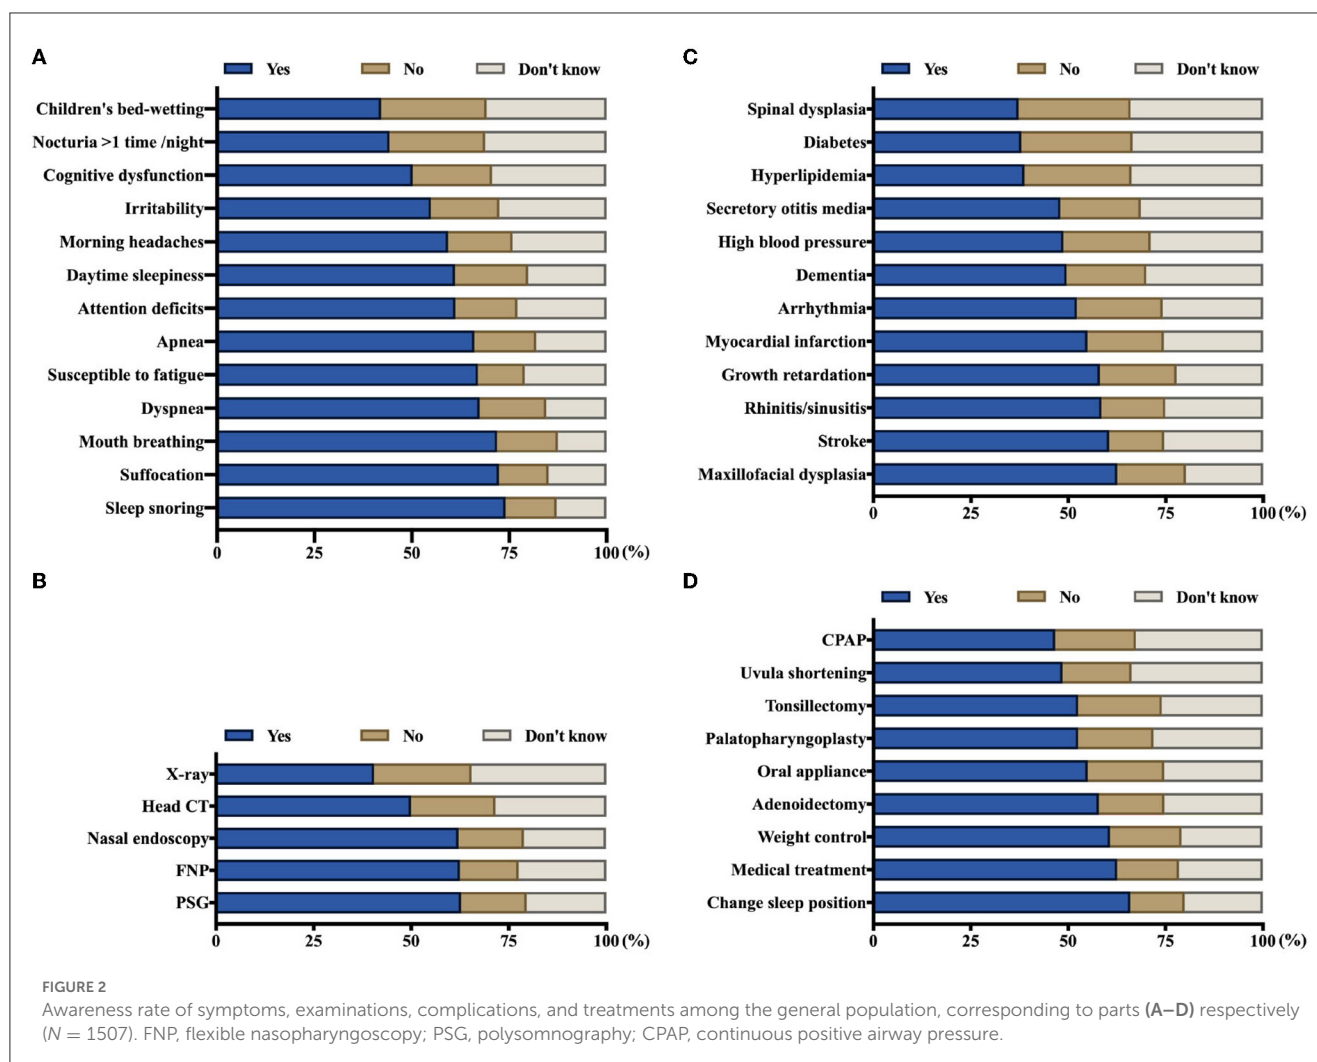 A
Yes No Don't know
Children's bed-wetting
Nocturia >1 time /night
Cognitive dysfunction
Irritability
Morning headaches
Daytime sleepiness
Attention deficits
Apnea
Susceptible to fatigue
Dyspnea
Mouth breathing
Suffocation
Sleep snoring
0 25 50 75 100 (%)
B
Yes No Don't know
X-ray
Head CT
Nasal endoscopy
FNP
PSG
0 25 50 75 100 (%)
C
Yes No Don't know
Spinal dysplasia
Diabetes
Hyperlipidemia
Secretory otitis media
High blood pressure
Dementia
Arrhythmia
Myocardial infarction
Growth retardation
Rhinitis/sinusitis
Stroke
Maxillofacial dysplasia
0 25 50 75 100 (%)
D
Yes No Don't know
CPAP
Uvula shortening
Tonsillectomy
Palatopharyngoplasty
Oral appliance
Adenoidectomy
Weight control
Medical treatment
Change sleep position
0 25 50 75 100 (%)
FIGURE 2
Awareness rate of symptoms, examinations, complications, and treatments among the general population, corresponding to parts (A–D) respectively
(N = 1507). FNP, flexible nasopharyngoscopy; PSG, polysomnography; CPAP, continuous positive airway pressure.